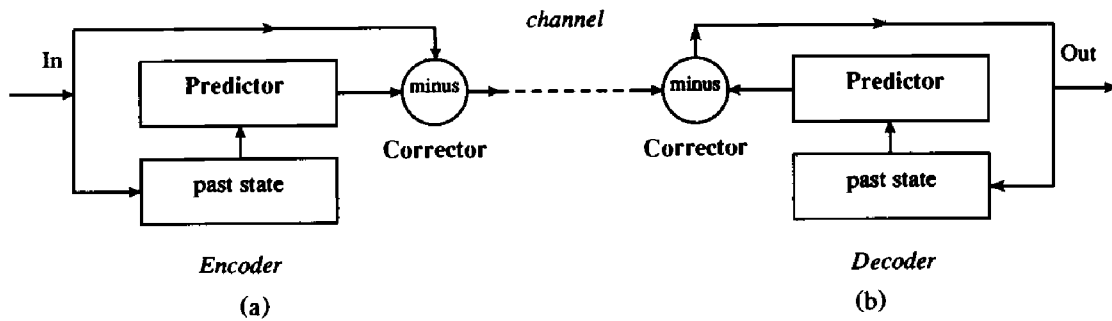 channel
In
Out
Predictor
minus
minus
Predictor
Corrector
Corrector
past state
past state
Encoder
Decoder
(a)
(b)